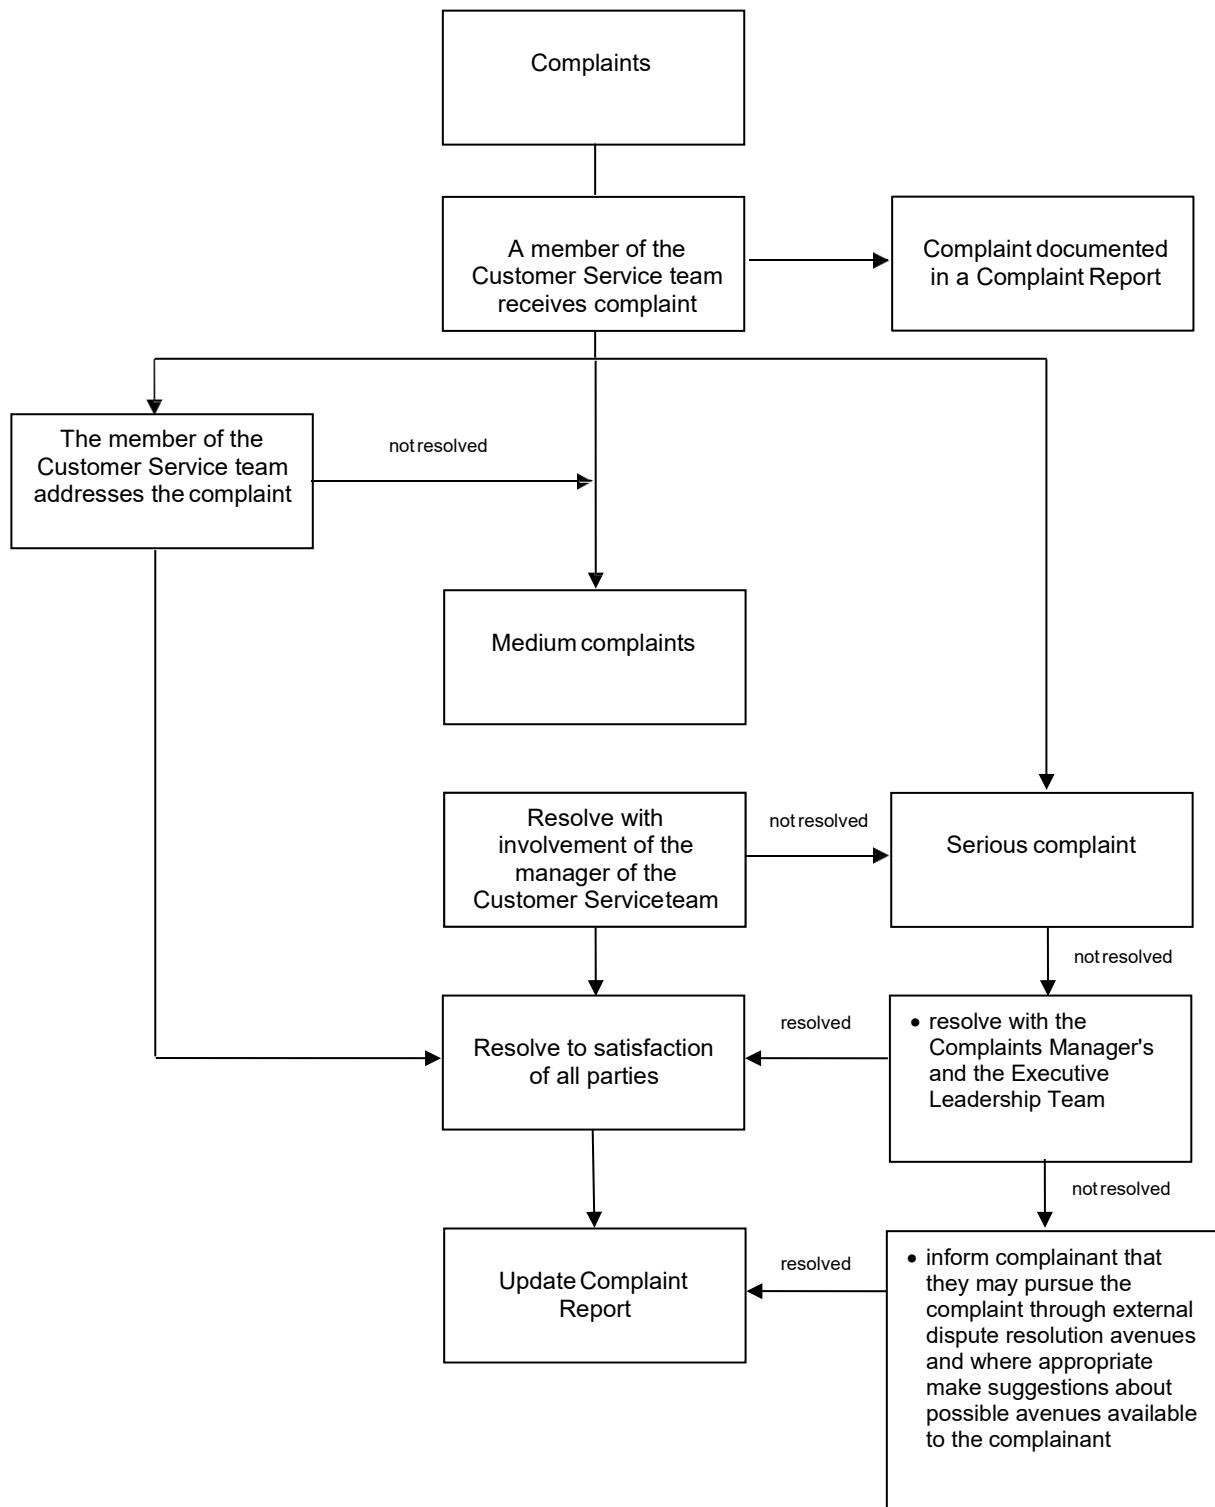 Complaints
A member of the
Customer Service team
receives complaint
Complaint documented
in a Complaint Report
The member of the
Customer Service team
addresses the complaint
not resolved
Medium complaints
Resolve with
involvement of the
manager of the
Customer Service team
not resolved
Serious complaint
not resolved
Resolve to satisfaction
of all parties
resolved
• resolve with the
Complaints Manager's
and the Executive
Leadership Team
not resolved
Update Complaint
Report
resolved
• inform complainant that
they may pursue the
complaint through external
dispute resolution avenues
and where appropriate
make suggestions about
possible avenues available
to the complainant